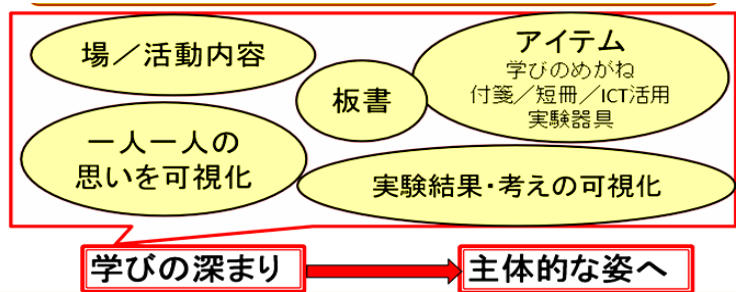 場／活動内容
板書
アイテム
学びのめがね
付箋／短冊／ICT活用
実験器具
一人一人の
思いを可視化
実験結果・考えの可視化
学びの深まり
主体的な姿へ